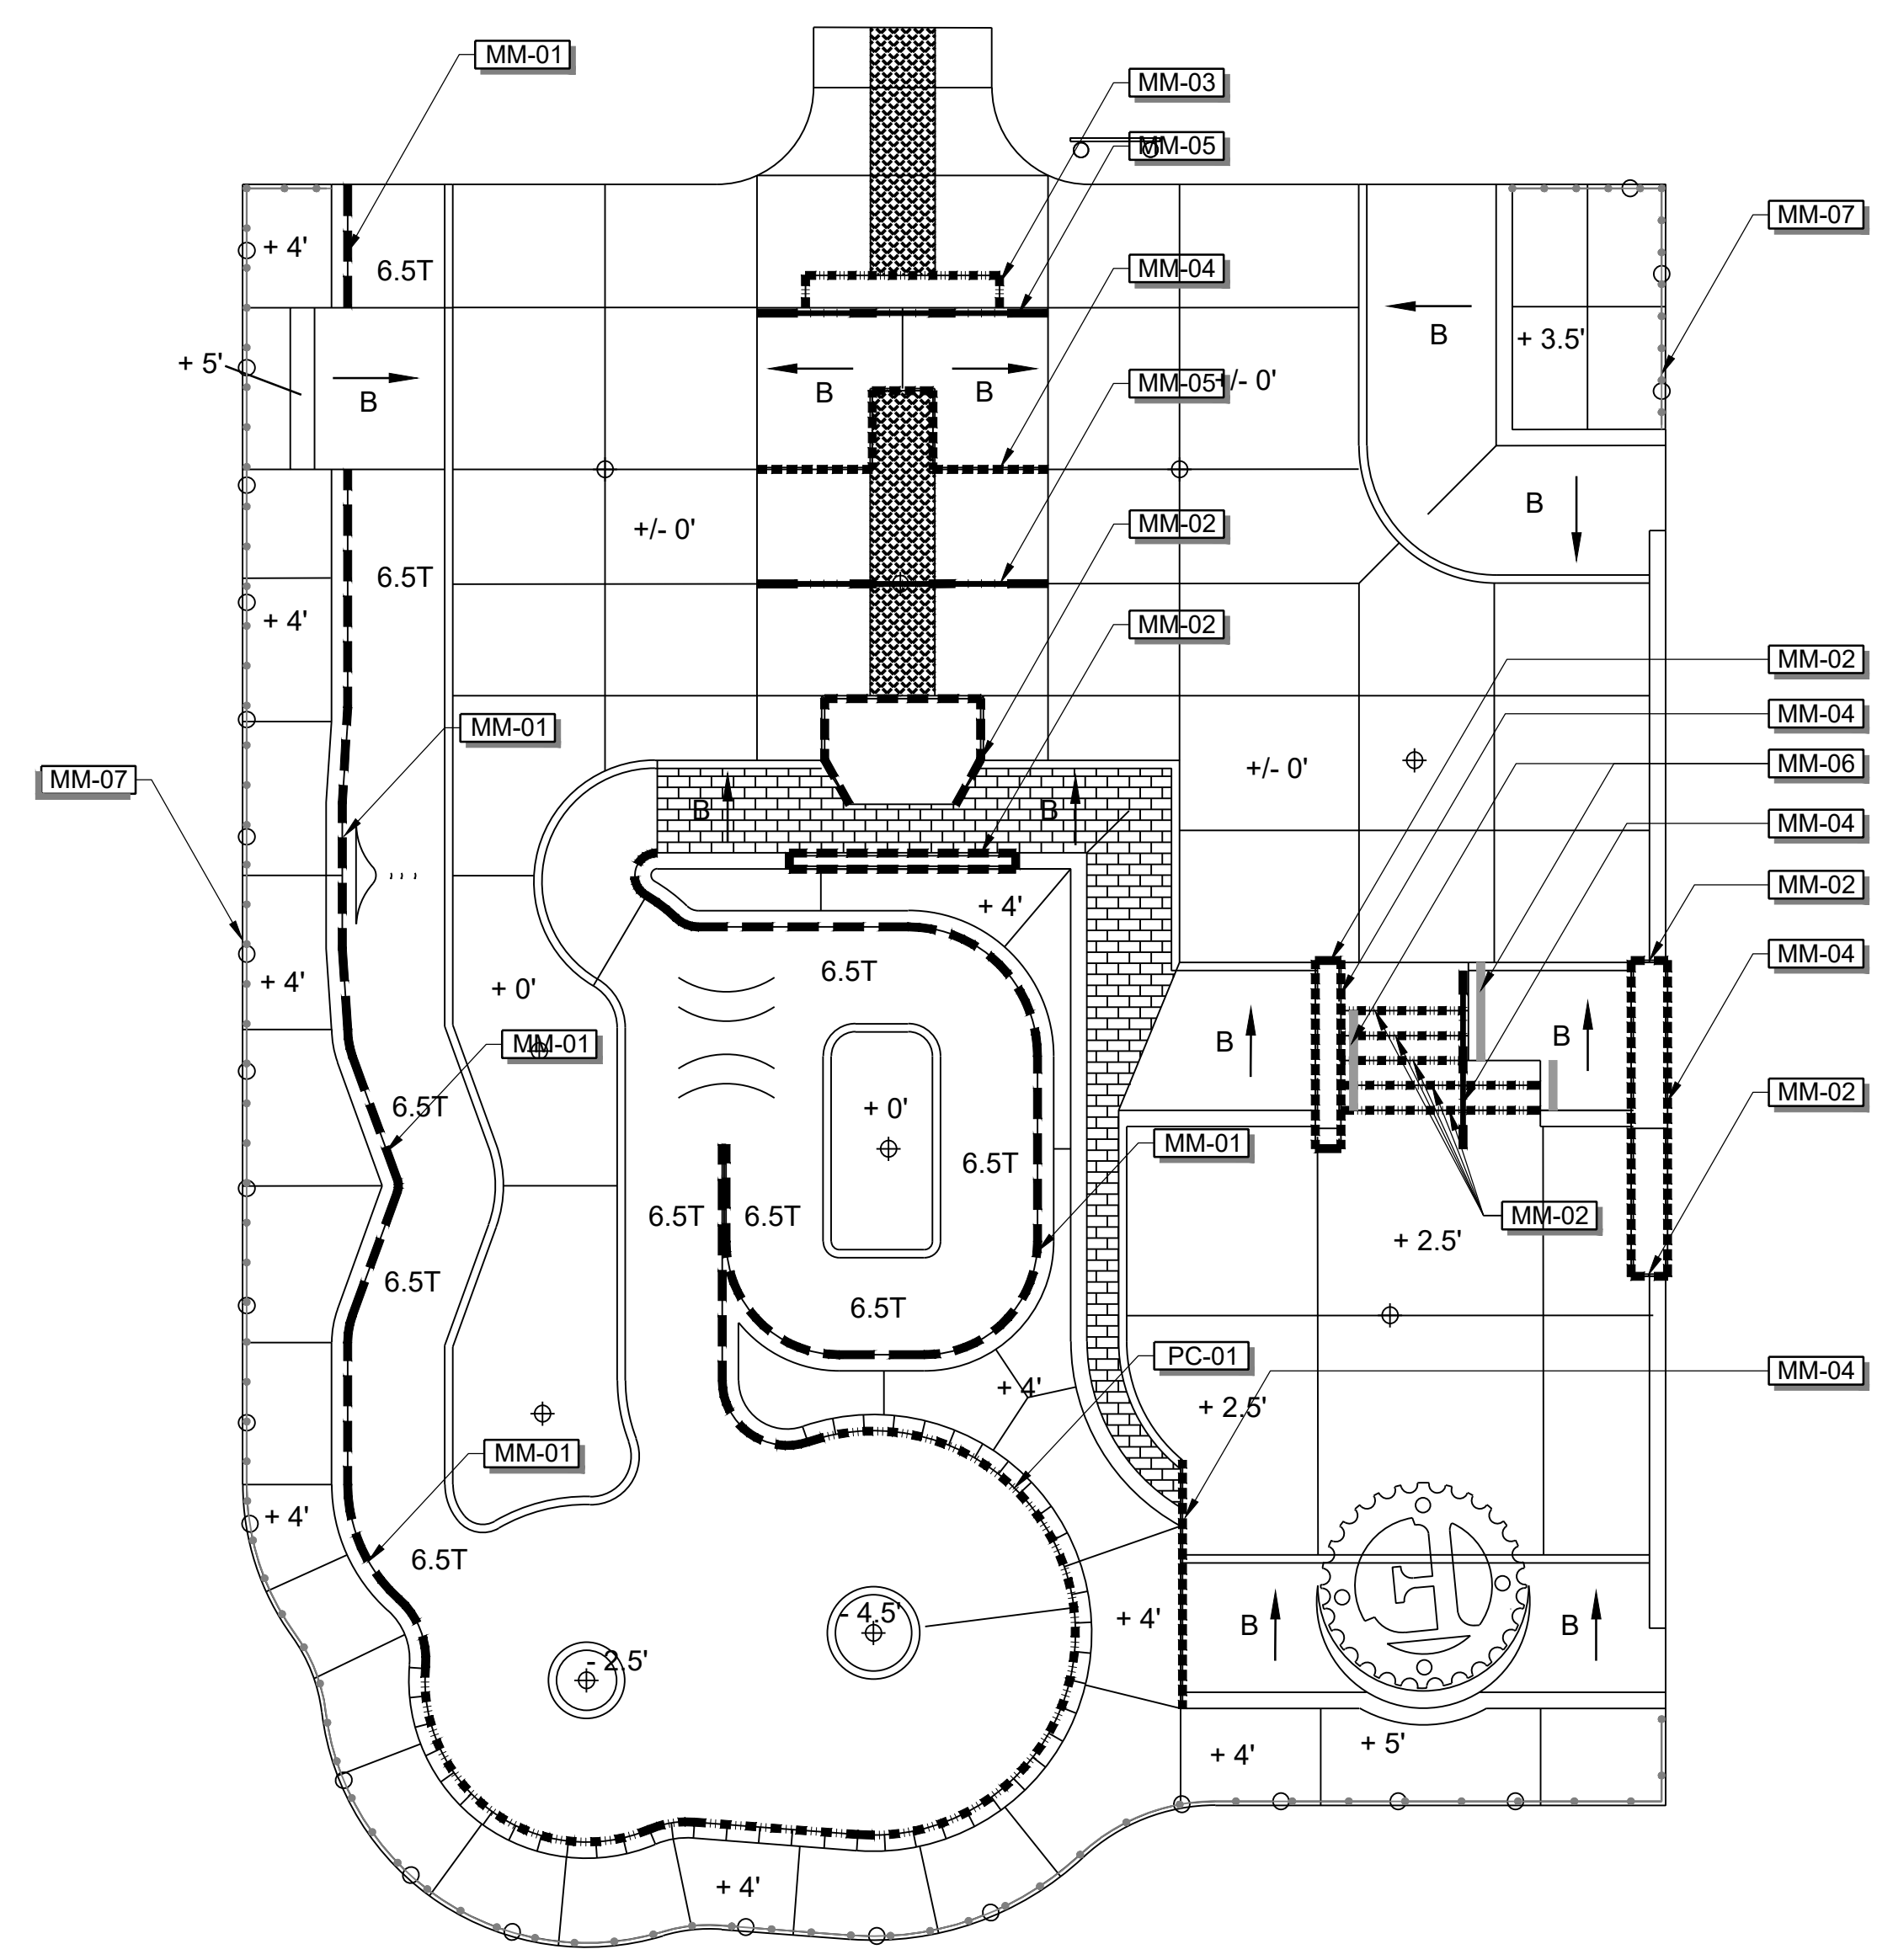 MM-01
MM-03
MM-05
MM-07
+ 4'
6.5T
MM-04
B
+ 3.5'
+ 5'
B
B
B
MM-05
+/- 0'
B
+/- 0'
MM-02
6.5T
+ 4'
MM-02
MM-02
MM-04
MM-01
MM-07
+/- 0'
MM-06
B
B
MM-04
MM-02
+ 4'
MM-04
6.5T
+ 4'
+ 0'
MM-01
B
B
MM-02
6.5T
+ 0'
MM-01
6.5T
6.5T
6.5T
MM-02
+ 2.5'
6.5T
6.5T
PC-01
MM-04
+ 4'
+ 2.5'
MM-01
+ 4'
6.5T
- 4.5'
+ 4'
B
B
- 2.5'
+ 4'
+ 5'
+ 4'